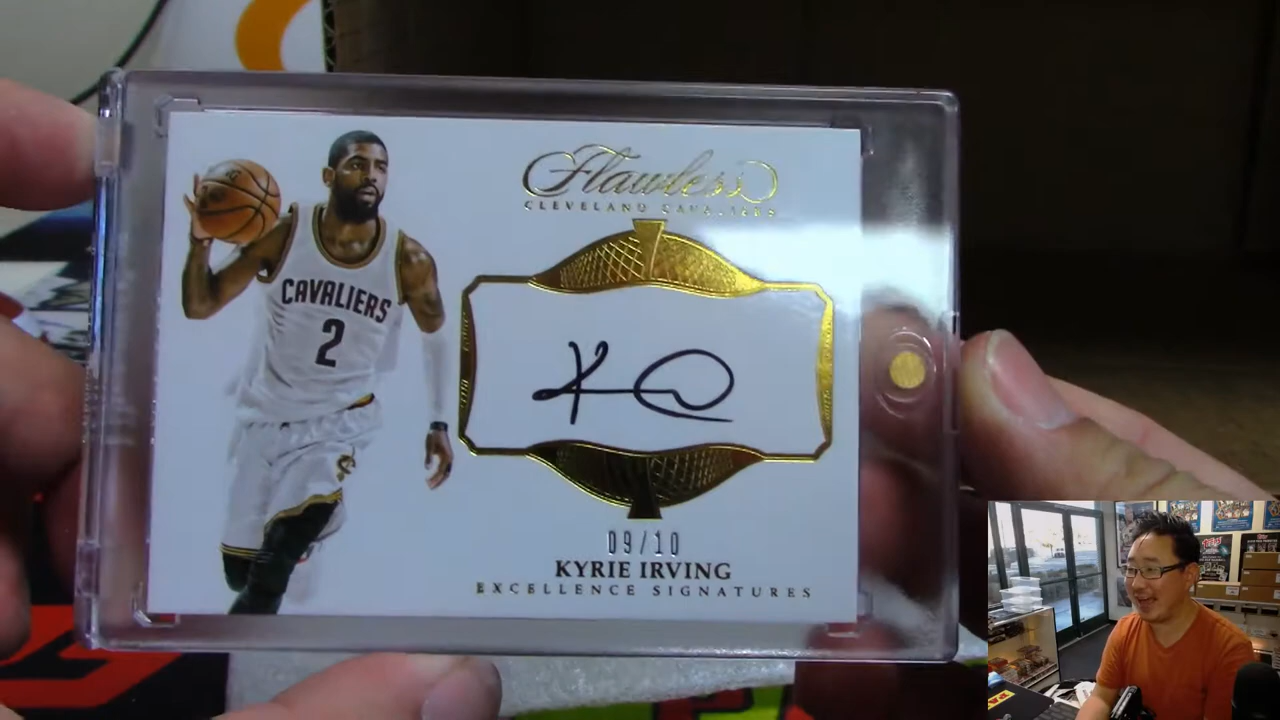 Flawless
CLEVELAND CAVALIERS
CAVALIERS
2
09/10
KYRIE IRVING
EXCELLENCE SIGNATURES